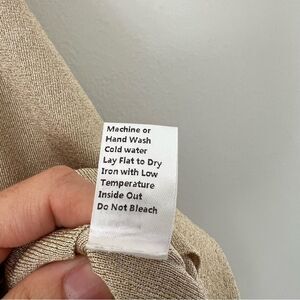 Machine or
Hand Wash
Cold water
Lay Flat to Dry
Iron with Low
Temperature
Inside Out
Do Not Bleach